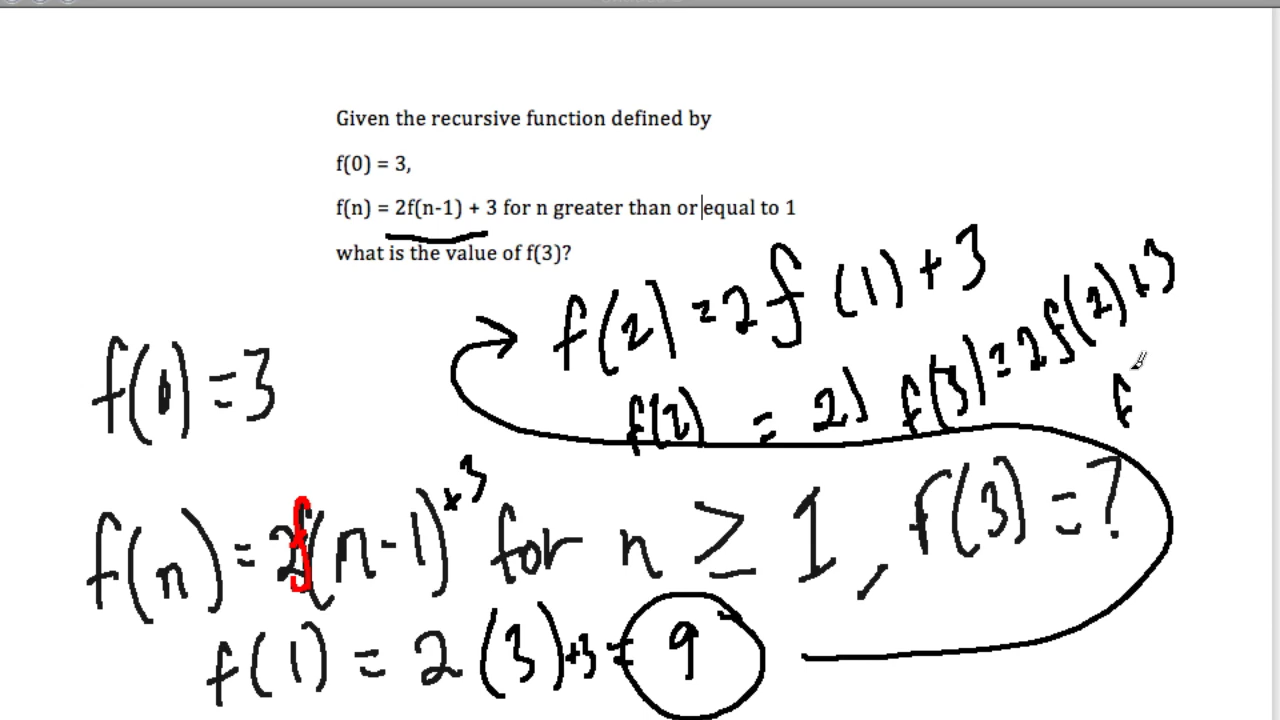 Given the recursive function defined by
f(0) = 3,
f(n) = 2f(n-1) + 3 for n greater than or equal to 1
what is the value of f(3)?
f(2) = 2f(1) + 3
f(2) = 21
f(3) = 2f(2) + 3
f
f(0) = 3
f(n) = 2f(n-1) + 3 for n ≥ 1, f(3) = ?
f(1) = 2(3) + 3 = 9